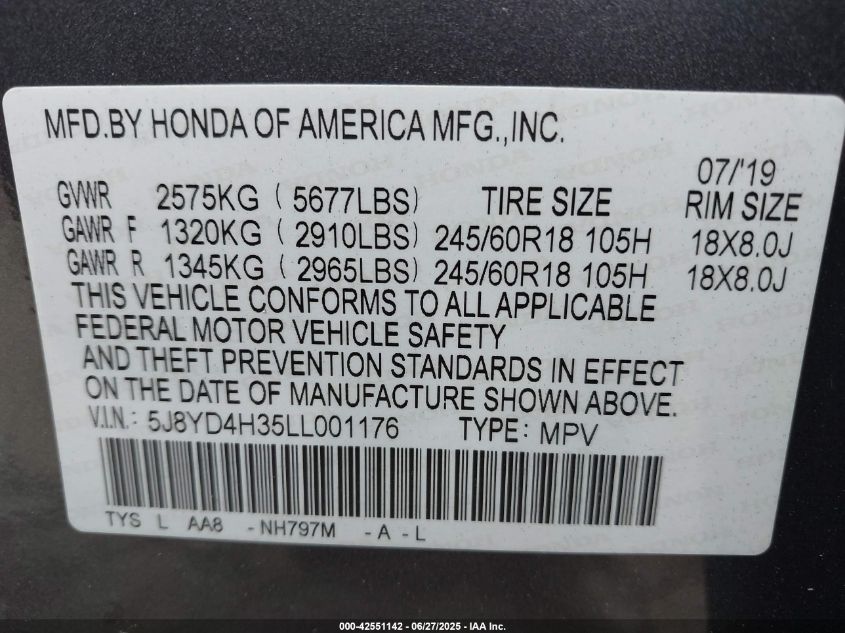 MFD.BY HONDA OF AMERICA MFG.,INC.
07/'19
GVWR 2575KG ( 5677LBS) TIRE SIZE RIM SIZE
GAWR F 1320KG ( 2910LBS) 245/60R18 105H 18X8.0J
GAWR R 1345KG ( 2965LBS) 245/60R18 105H 18X8.0J
THIS VEHICLE CONFORMS TO ALL APPLICABLE
FEDERAL MOTOR VEHICLE SAFETY
AND THEFT PREVENTION STANDARDS IN EFFECT
ON THE DATE OF MANUFACTURE SHOWN ABOVE.
V.I.N.: 5J8YD4H35LL001176 TYPE: MPV
TYS L AA8 -NH797M -A -L
000-42551142 - 06/27/2025 - IAA Inc.